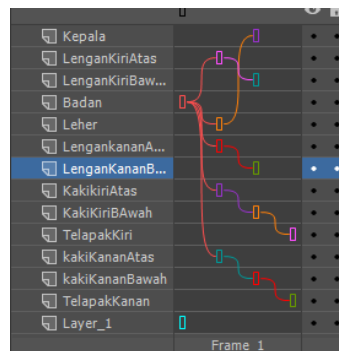 Kepala
LenganKiriAtas
LenganKiriBaw...
Badan
Leher
LengankananA...
LenganKananB...
KakikiriAtas
KakiKiriBAwah
TelapakKiri
kakiKananAtas
kakiKananBawah
TelapakKanan
Layer_1
Frame 1